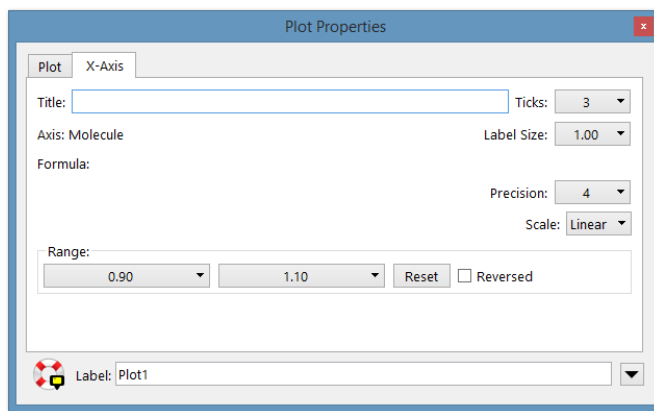 Plot Properties
x
Plot X-Axis
Title: Ticks: 3
Axis: Molecule Label Size: 1.00
Formula:
Precision: 4
Scale: Linear
Range:
0.90 1.10 Reset Reversed
Label: Plot1